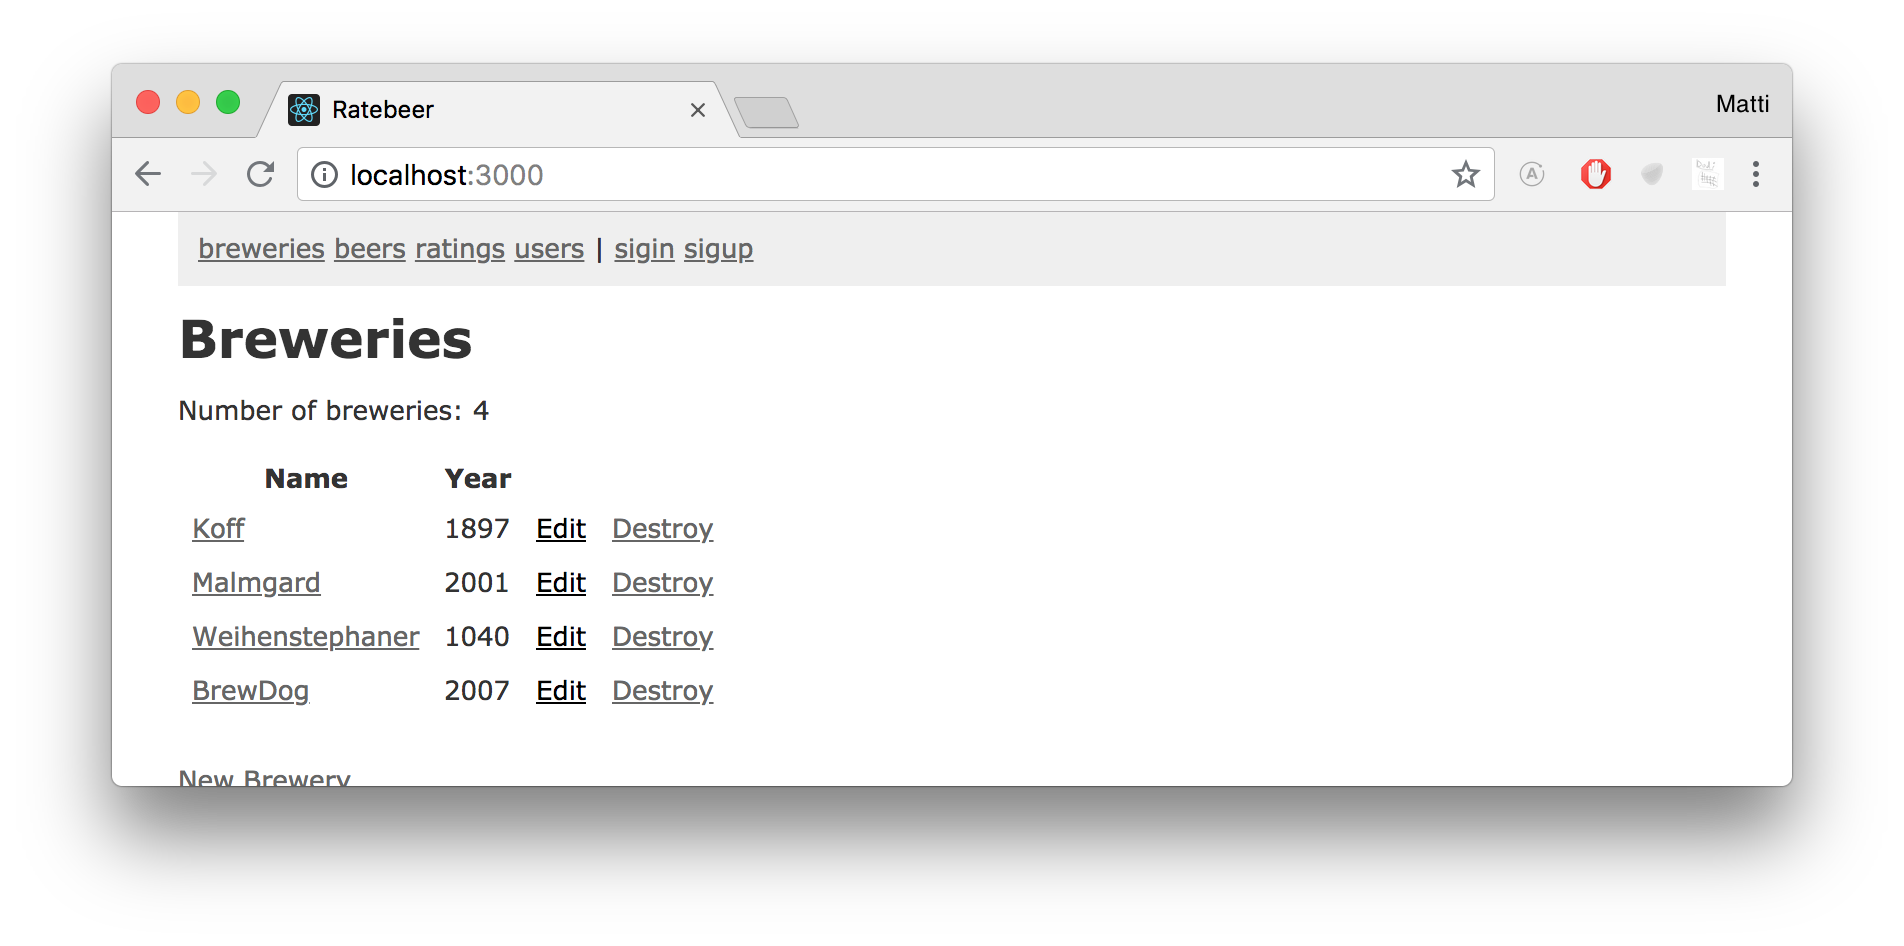 Ratebeer
Matti
localhost:3000
breweries beers ratings users | sigin sigup
Breweries
Number of breweries: 4
Name Year
Koff 1897 Edit Destroy
Malmgard 2001 Edit Destroy
Weihenstephaner 1040 Edit Destroy
BrewDog 2007 Edit Destroy
New Brewery